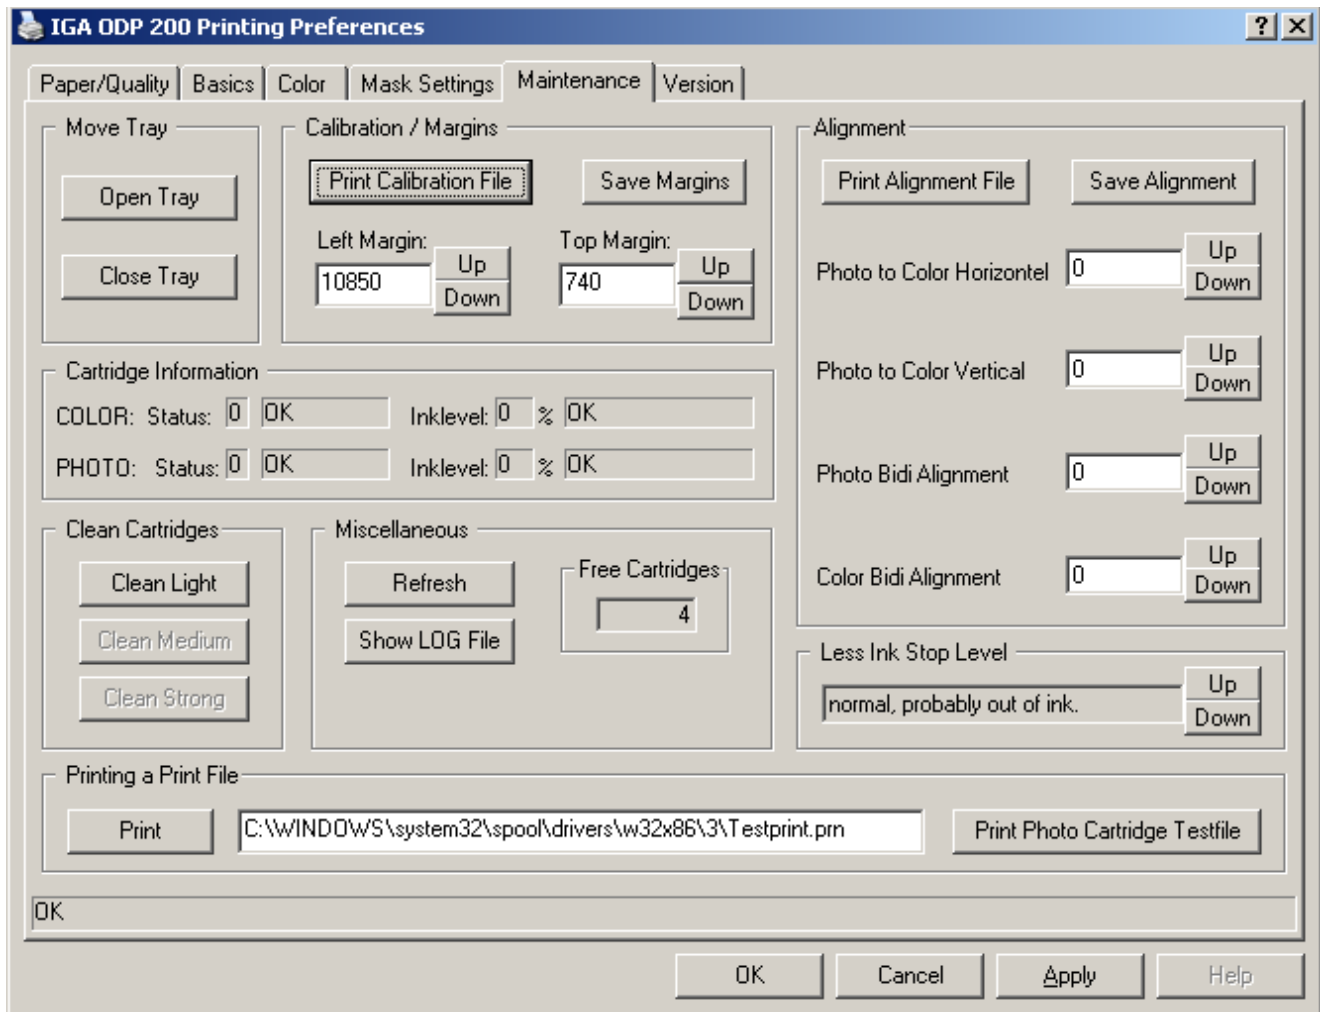 IGA ODP 200 Printing Preferences
Paper/Quality Basics Color Mask Settings Maintenance Version
Move Tray
Open Tray
Close Tray
Calibration / Margins
Print Calibration File Save Margins
Left Margin: Top Margin:
10850 Up Down 740 Up Down
Alignment
Print Alignment File Save Alignment
Photo to Color Horizontel 0 Up Down
Photo to Color Vertical 0 Up Down
Photo Bidi Alignment 0 Up Down
Color Bidi Alignment 0 Up Down
Cartridge Information
COLOR: Status: 0 OK Inklevel: 0 % OK
PHOTO: Status: 0 OK Inklevel: 0 % OK
Clean Cartridges
Clean Light
Clean Medium
Clean Strong
Miscellaneous
Refresh
Show LOG File
Free Cartridges
4
Less Ink Stop Level
normal, probably out of ink. Up Down
Printing a Print File
Print C:\WINDOWS\system32\spool\drivers\w32x86\3\Testprint.prn Print Photo Cartridge Testfile
OK
OK Cancel Apply Help